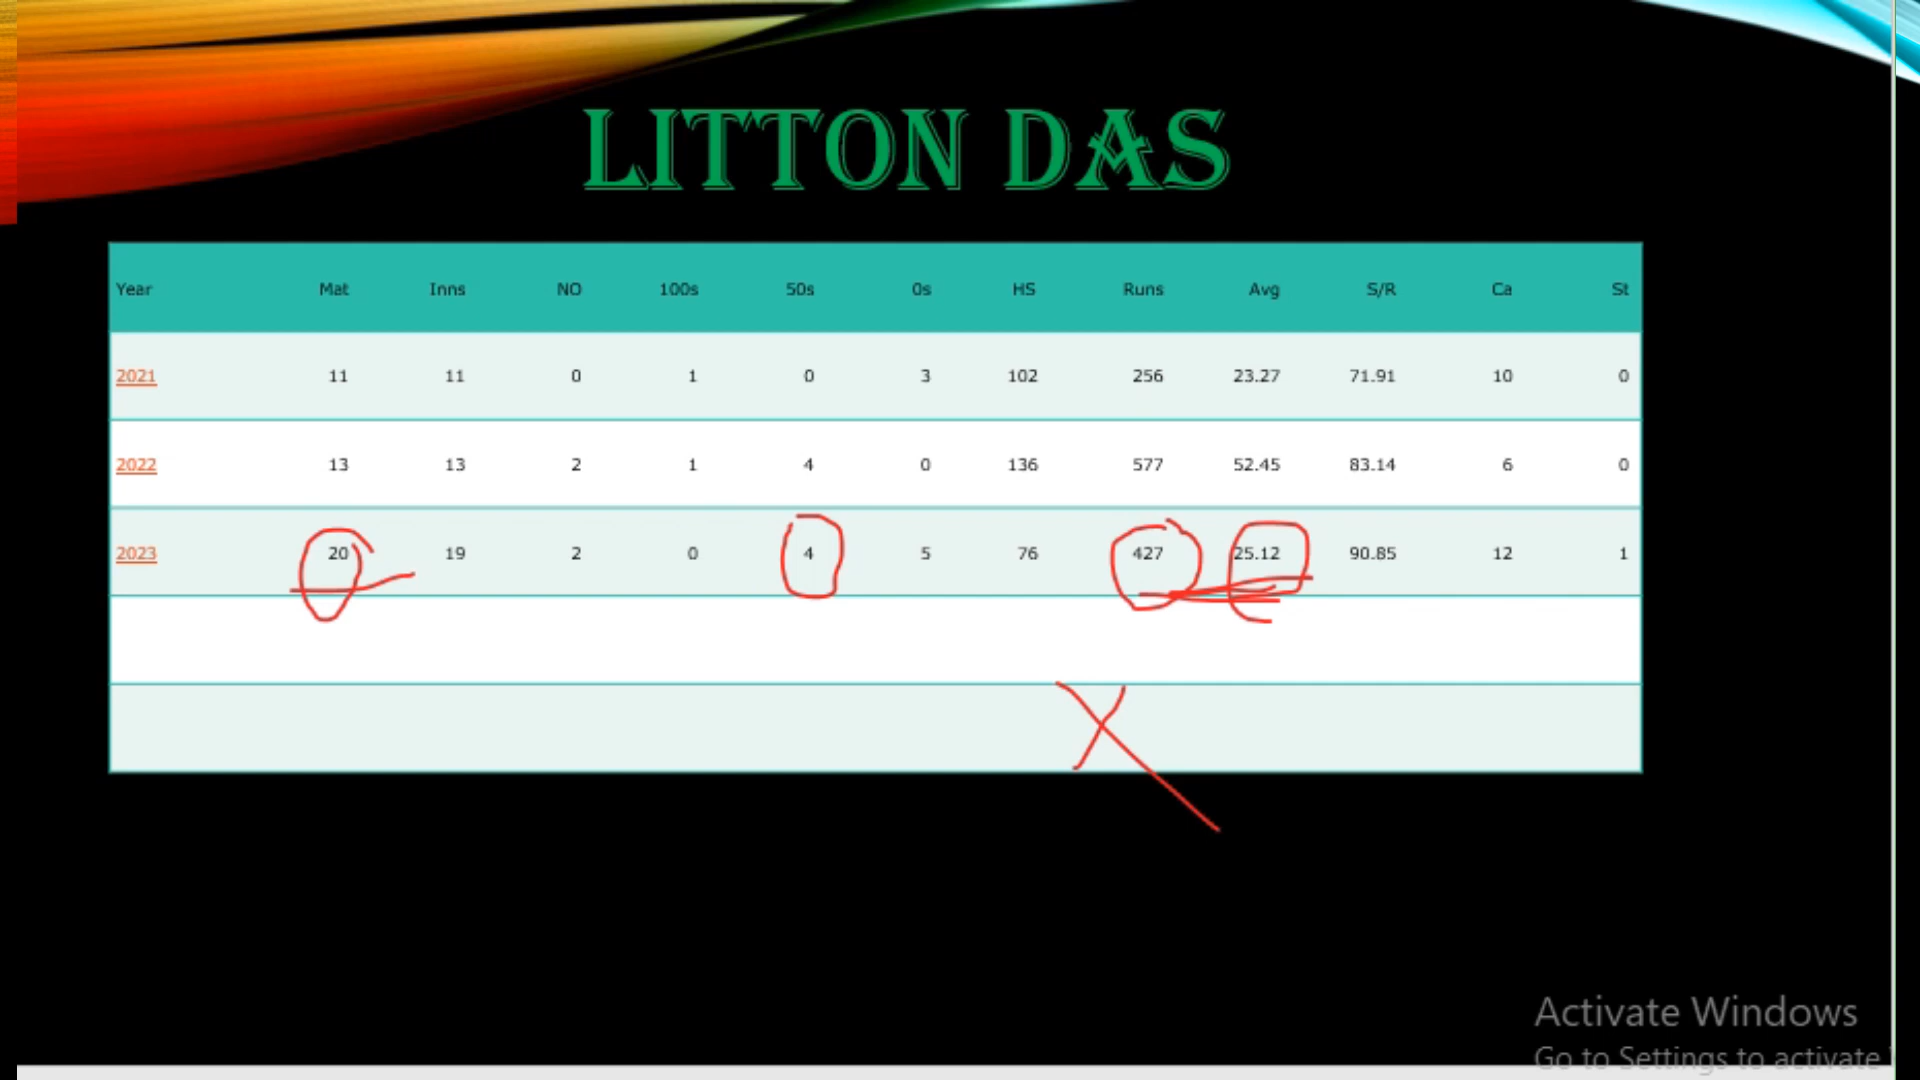 LITTON DAS
Year Mat Inns NO 100s 50s 0s HS Runs Avg S/R Ca St
2021 11 11 0 1 0 3 102 256 23.27 71.91 10 0
2022 13 13 2 1 4 0 136 577 52.45 83.14 6 0
2023 20 19 2 0 4 5 76 427 25.12 90.85 12 1
Activate Windows
Go to Settings to activate